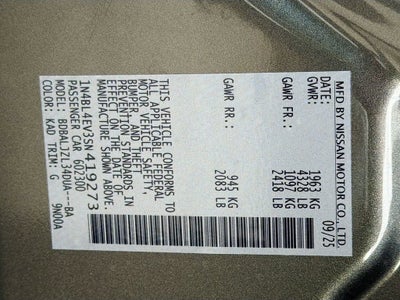 MFD BY NISSAN MOTOR CO., LTD.
DATE: 09/25
GVWR: 1963 KG
4328 LB
GAWR FR: 1097 KG
2418 LB
GAWR RR: 945 KG
2083 LB
THIS VEHICLE CONFORMS TO
ALL APPLICABLE FEDERAL
MOTOR VEHICLE SAFETY,
BUMPER, AND THEFT
PREVENTION STANDARDS IN
EFFECT ON THE DATE OF
MANUFACTURE SHOWN ABOVE.
1N4BL4EV3SN419273
PASSENGER CAR 602300
MODEL: BDBALJZL34DUA---BA
COLOR: KAD TRIM: G 9N00A